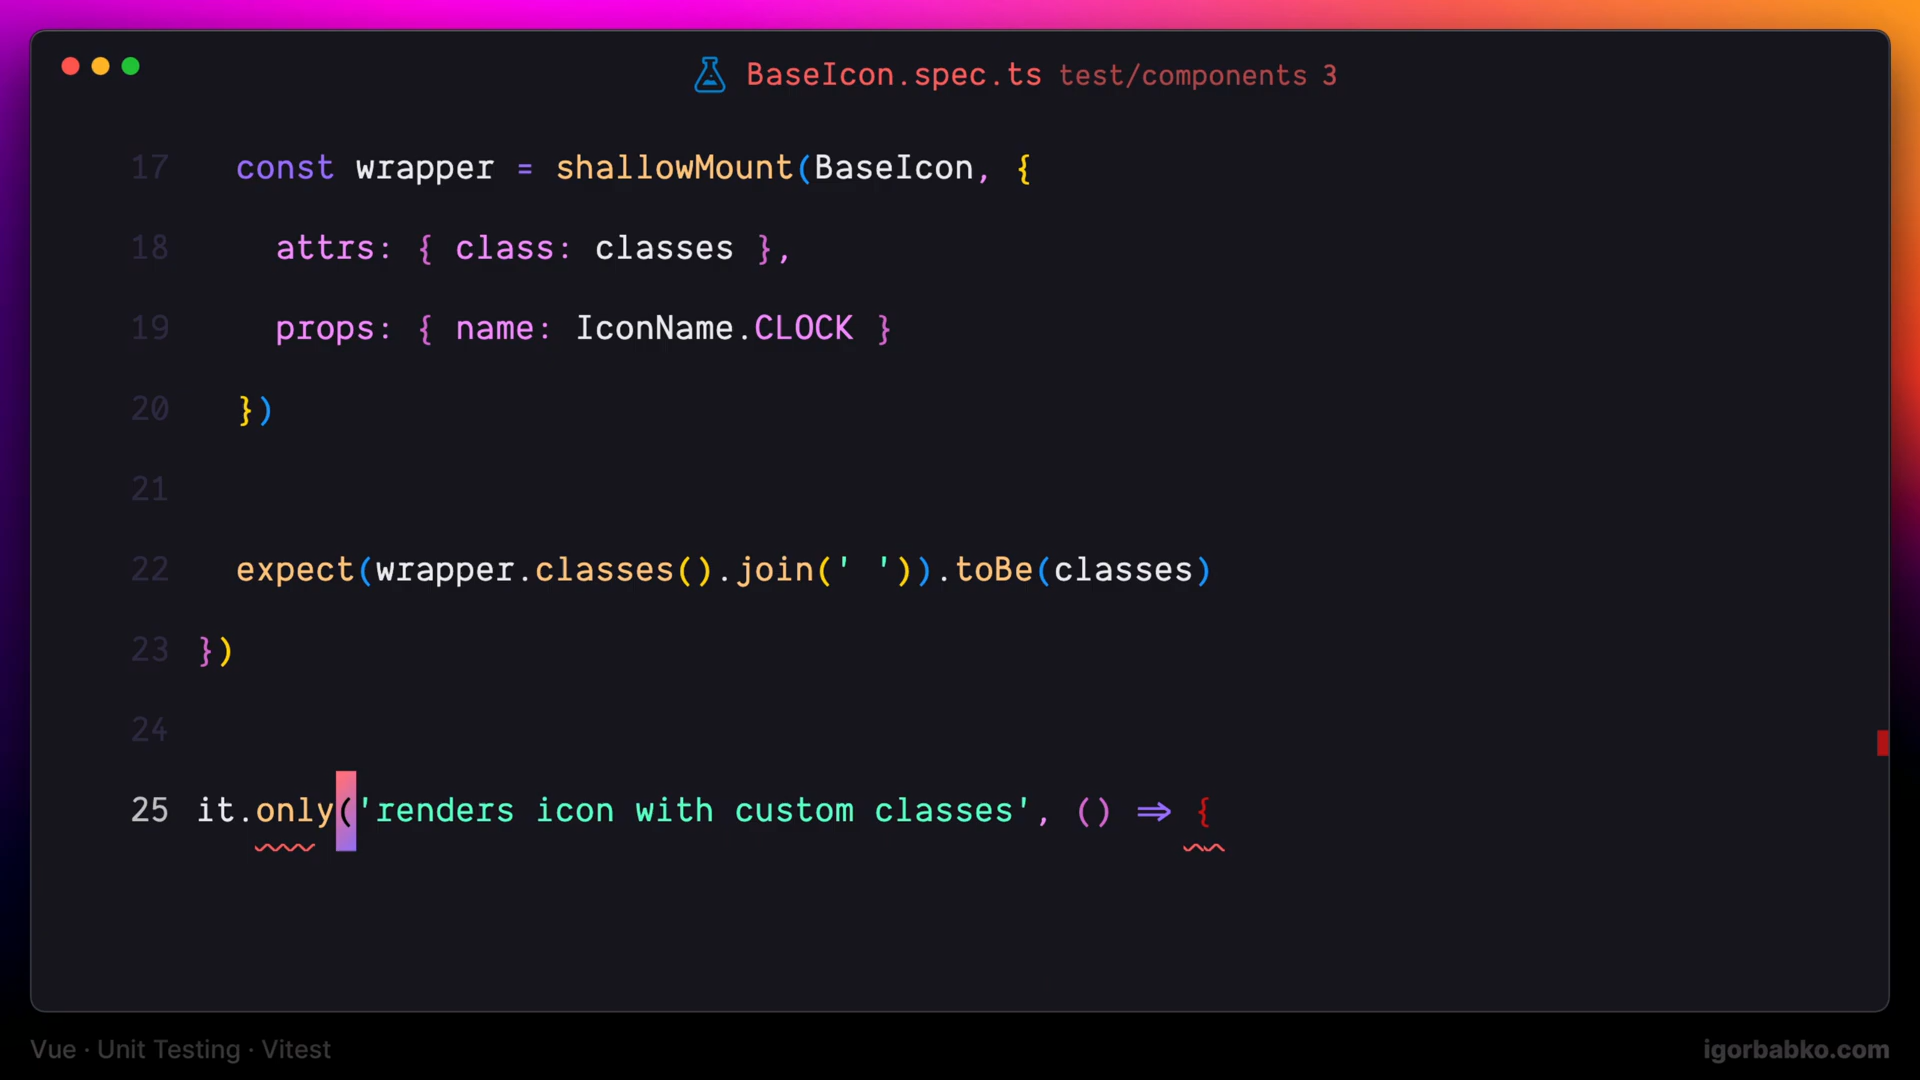 BaseIcon.spec.ts test/components 3
17 const wrapper = shallowMount(BaseIcon, {
18 attrs: { class: classes },
19 props: { name: IconName.CLOCK }
20 })
21
22 expect(wrapper.classes().join(' ')).toBe(classes)
23 })
24
25 it.only('renders icon with custom classes', () => {
Vue · Unit Testing · Vitest
igorbabko.com